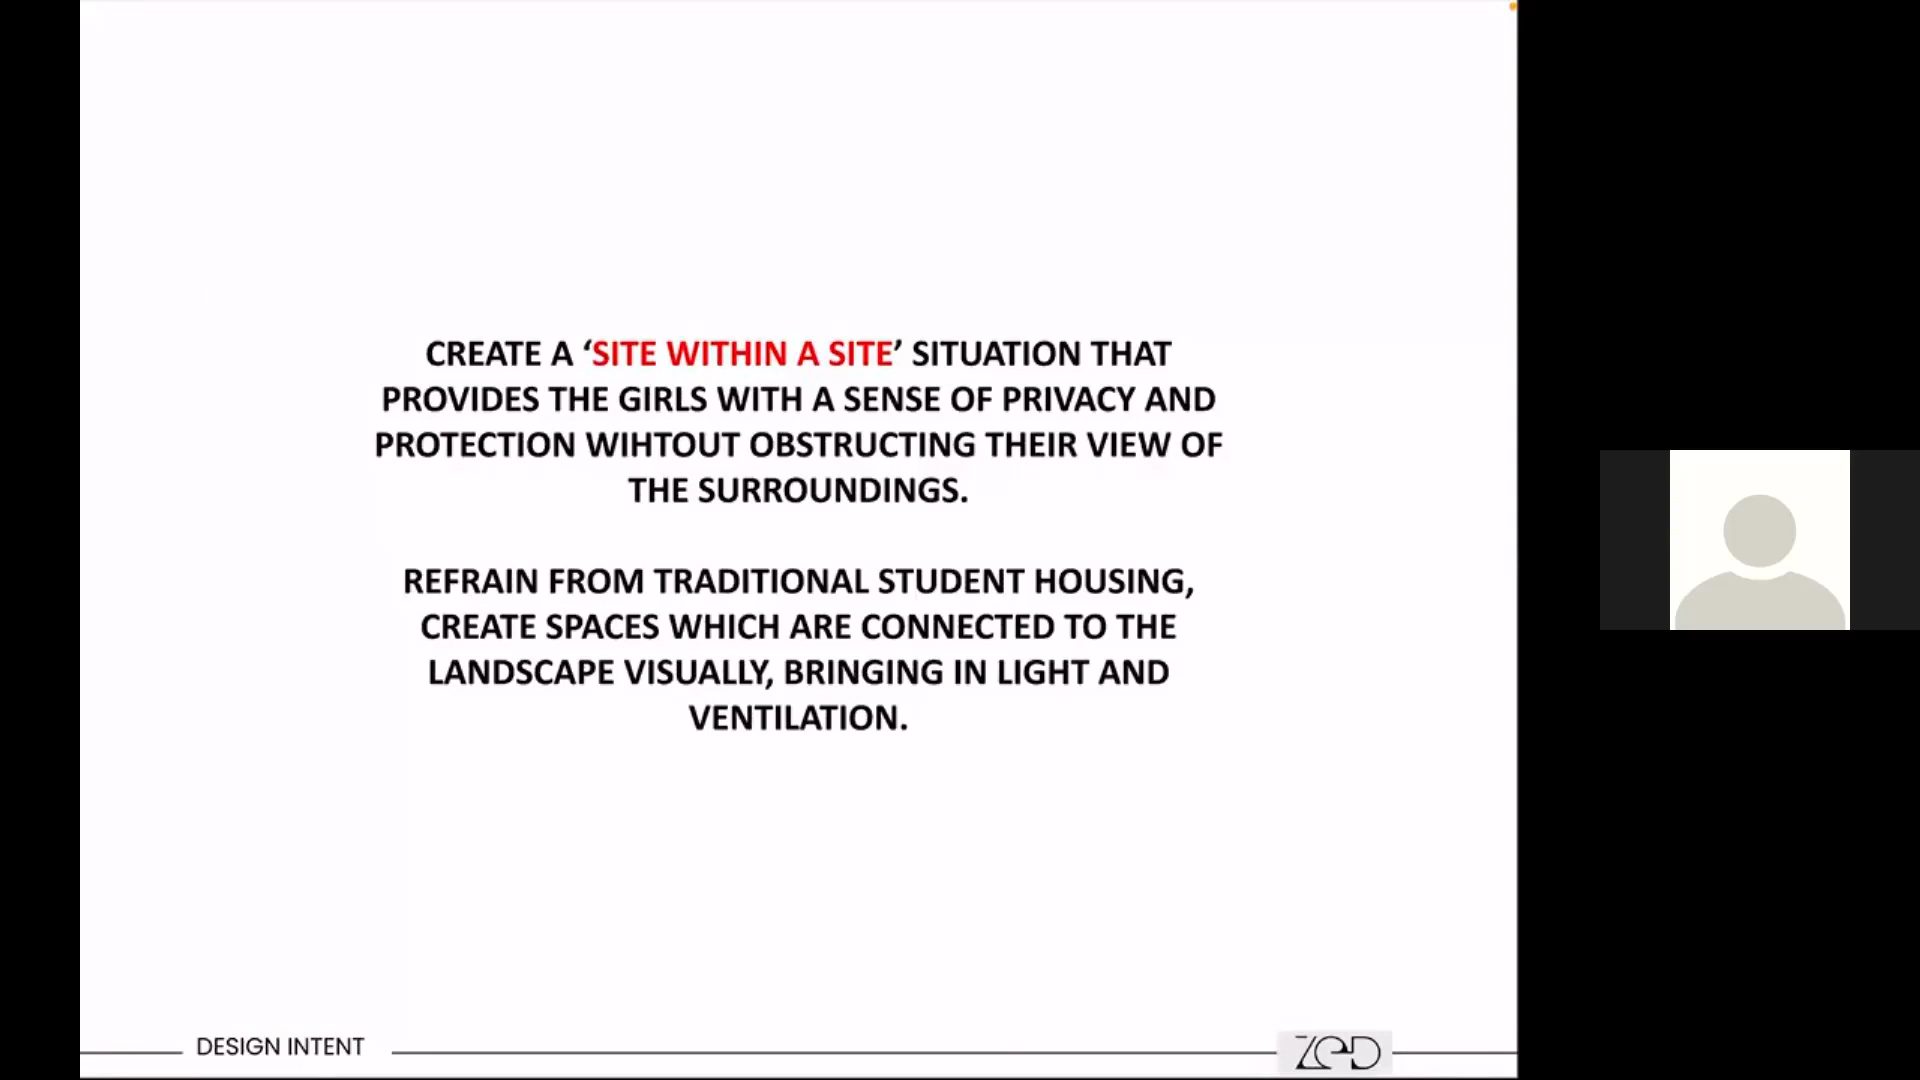 CREATE A ‘SITE WITHIN A SITE’ SITUATION THAT
PROVIDES THE GIRLS WITH A SENSE OF PRIVACY AND
PROTECTION WIHTOUT OBSTRUCTING THEIR VIEW OF
THE SURROUNDINGS.
REFRAIN FROM TRADITIONAL STUDENT HOUSING,
CREATE SPACES WHICH ARE CONNECTED TO THE
LANDSCAPE VISUALLY, BRINGING IN LIGHT AND
VENTILATION.
DESIGN INTENT
ZED